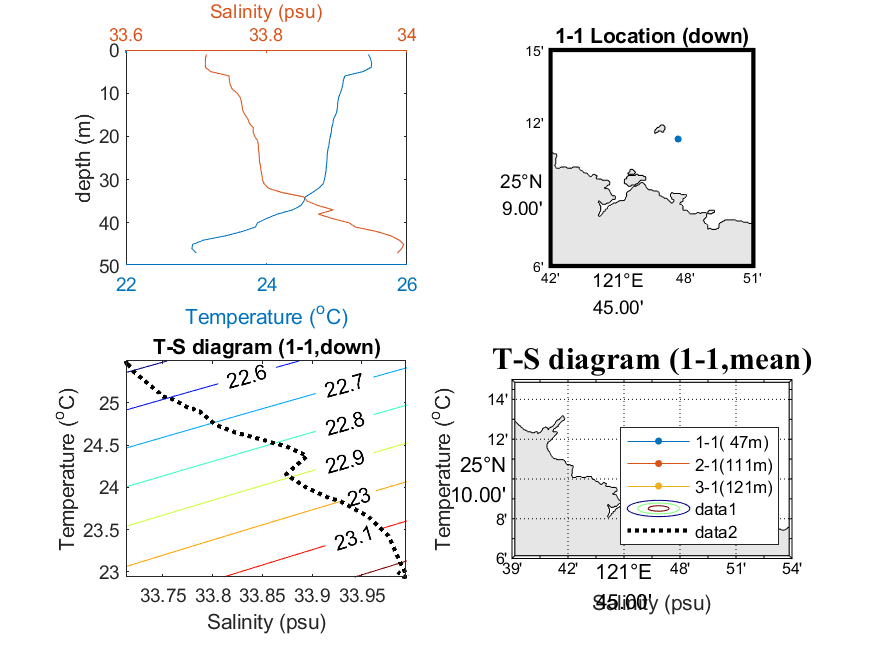 Salinity (psu)
33.6 33.8 34
0
10
20
30
40
50
depth (m)
22 24 26
Temperature (°C)
1-1 Location (down)
15'
12'
25°N
9.00'
6'
42' 121°E 48' 51'
45.00'
T-S diagram (1-1,down)
25
24.5
24
23.5
23
Temperature (°C)
22.6
22.7
22.8
22.9
23
23.1
33.75 33.8 33.85 33.9 33.95
Salinity (psu)
T-S diagram (1-1,mean)
Temperature (°C)
14'
12'
25°N
10.00'
8'
6'
1-1( 47m)
2-1(111m)
3-1(121m)
data1
data2
39' 42' 121°E 48' 51' 54'
45.00'
Salinity (psu)